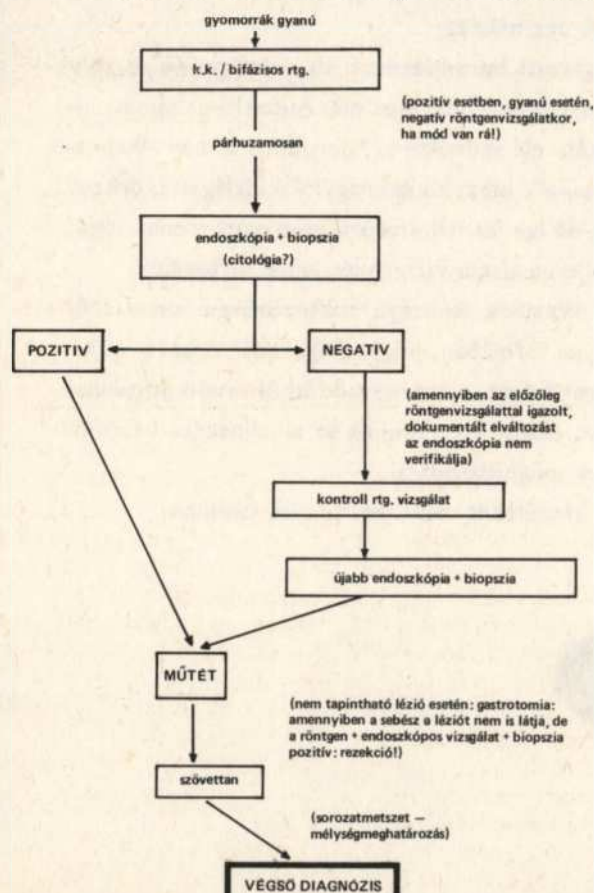 gyomorrák gyanú
k.k. / bifázisos rtg.
(pozitív esetben, gyanú esetén,
negatív röntgenvizsgálatkor,
ha mód van rá!)
párhuzamosan
endoszkópia + biopszia
(citológia?)
POZITIV
NEGATIV
(amennyiben az előzőleg
röntgenvizsgálattal igazolt,
dokumentált elváltozást
az endoszkópia nem
verifikálja)
kontroll rtg. vizsgálat
újabb endoszkópia + biopszia
MŰTÉT
(nem tapintható lézió esetén: gastrotomia:
amennyiben a sebész a léziót nem is látja, de
a röntgen + endoszkópos vizsgálat + biopszia
pozitív: rezekció!)
szövettan
(sorozatmetszet —
mélységmeghatározás)
VÉGSŐ DIAGNÓZIS